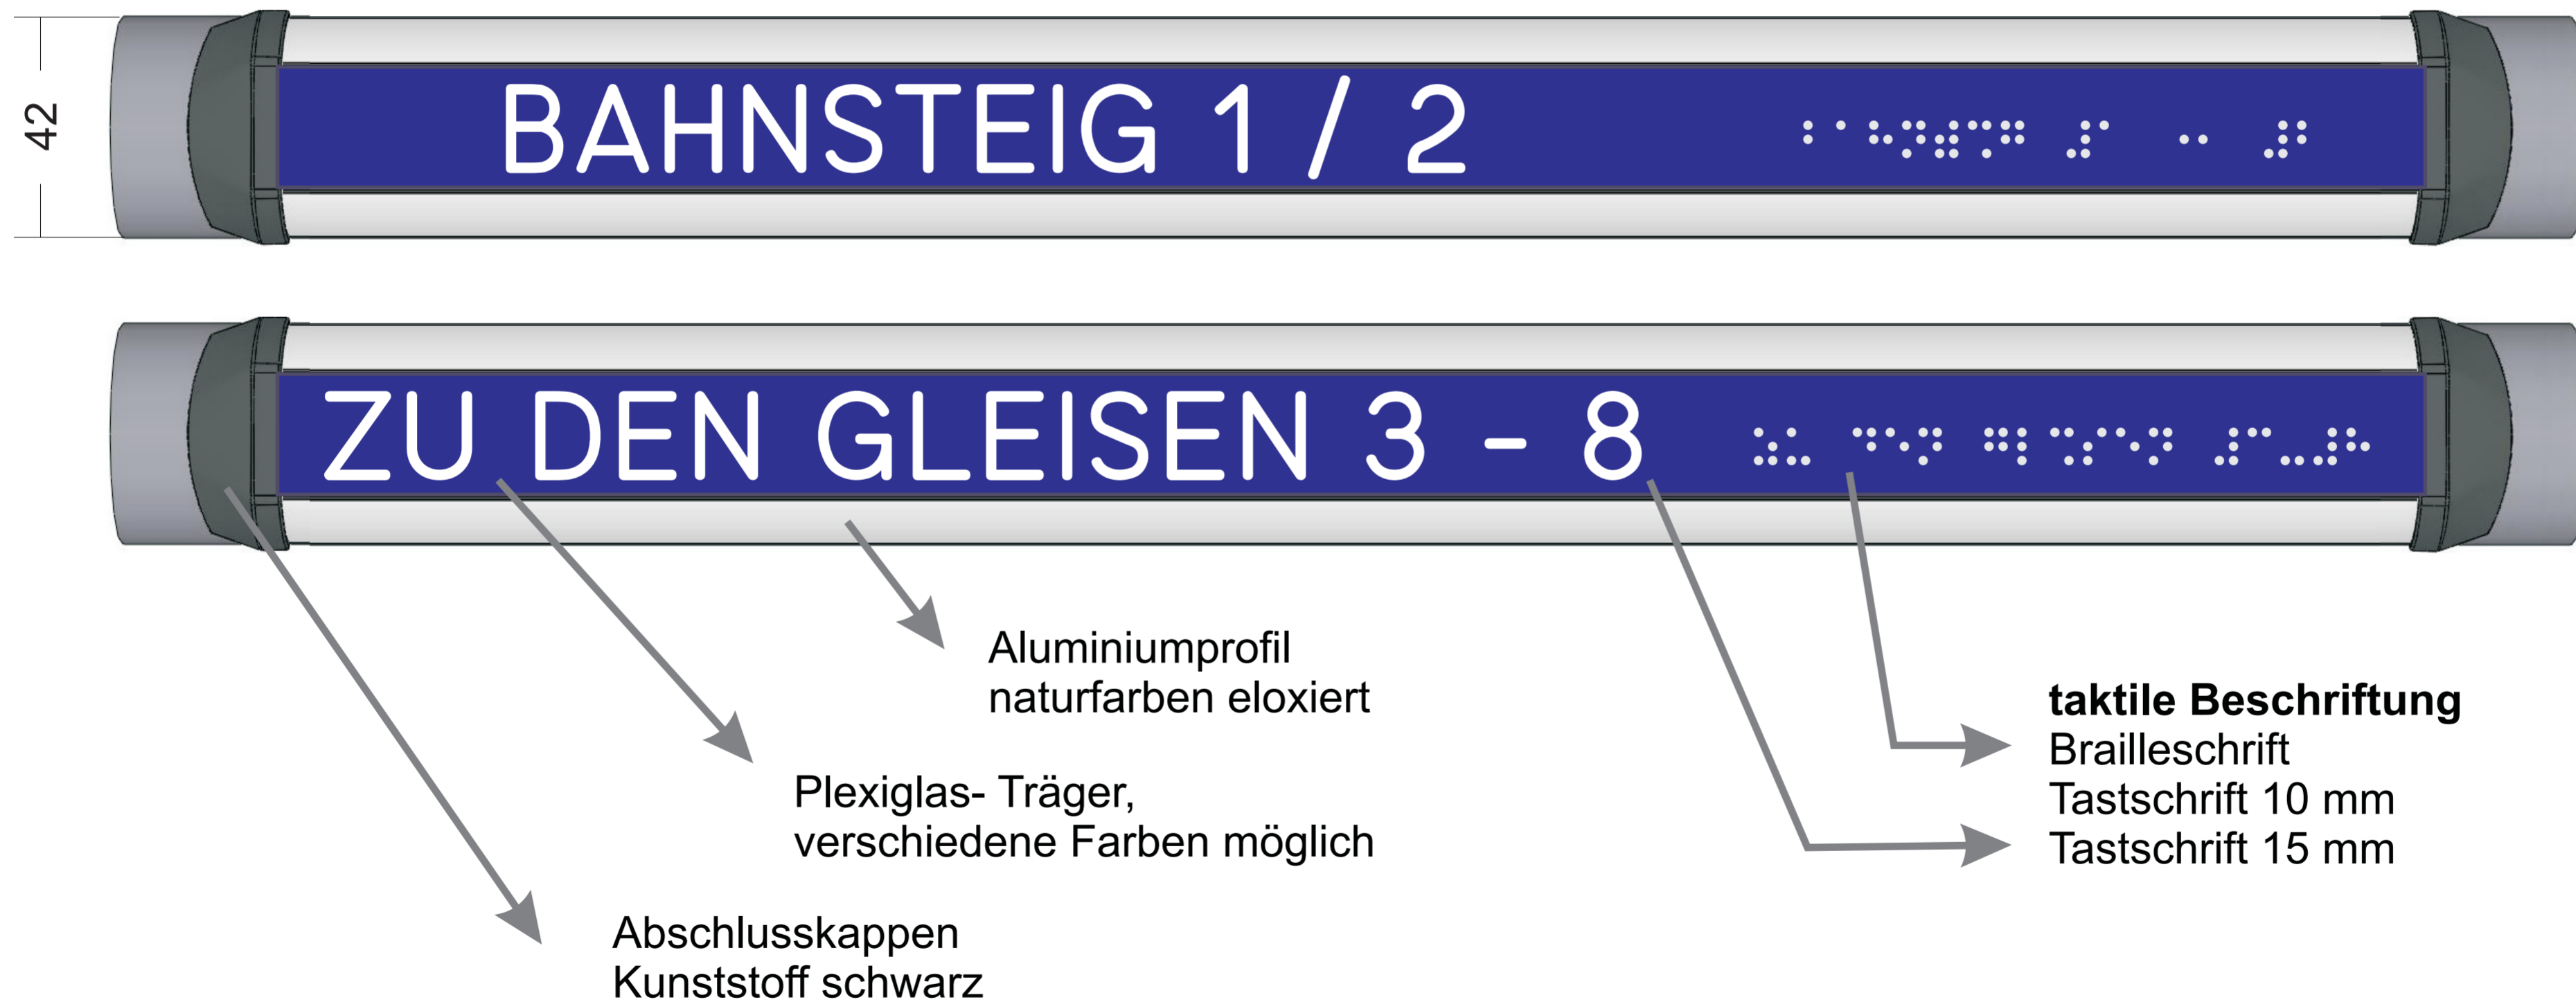 42
BAHNSTEIG 1 / 2
ZU DEN GLEISEN 3 - 8
Aluminiumprofil
naturfarben eloxiert
taktile Beschriftung
Brailleschrift
Tastschrift 10 mm
Tastschrift 15 mm
Plexiglas- Träger,
verschiedene Farben möglich
Abschlusskappen
Kunststoff schwarz